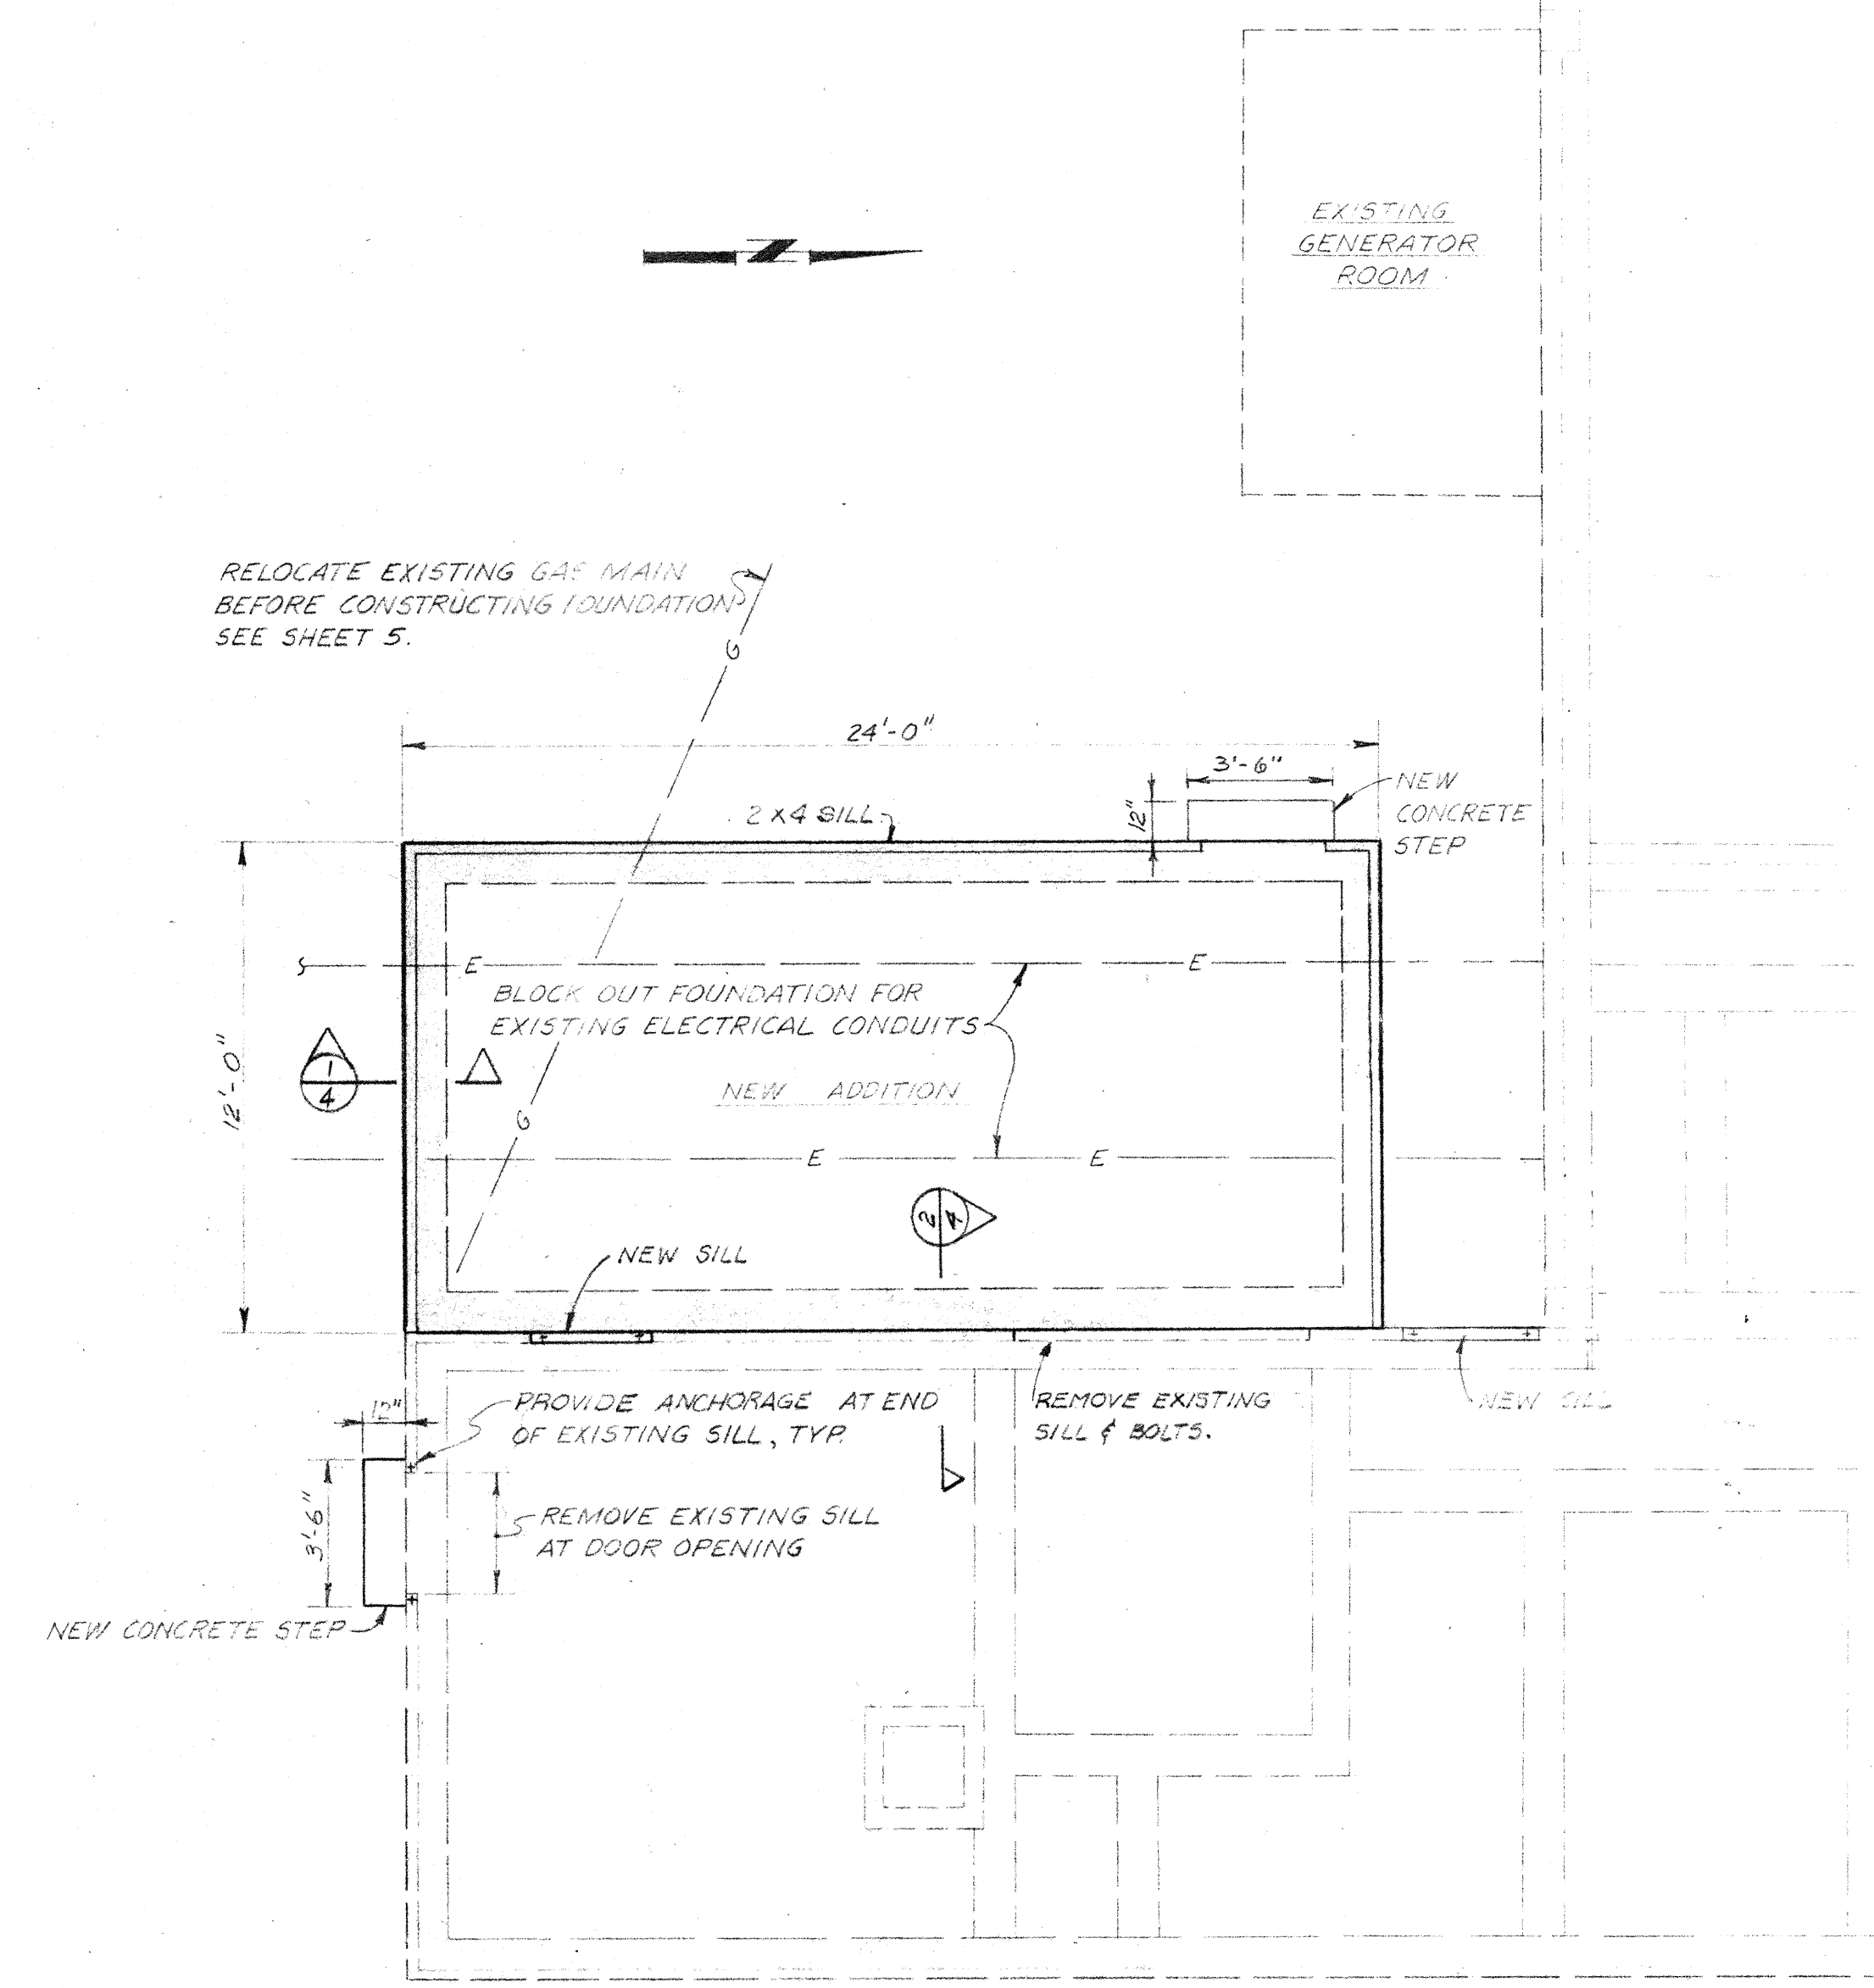 EXISTING
GENERATOR
ROOM
N
RELOCATE EXISTING GAS MAIN
BEFORE CONSTRUCTING FOUNDATION
SEE SHEET 5.
G
24'-0"
3'-6"
12"
NEW
CONCRETE
STEP
2 X 4 SILL
E
E
BLOCK OUT FOUNDATION FOR
EXISTING ELECTRICAL CONDUITS
12'-0"
1
4
NEW ADDITION
G
E
E
2
4
NEW SILL
12"
PROVIDE ANCHORAGE AT END
OF EXISTING SILL, TYP.
REMOVE EXISTING
SILL & BOLTS.
NEW SILL
3'-6"
REMOVE EXISTING SILL
AT DOOR OPENING
NEW CONCRETE STEP